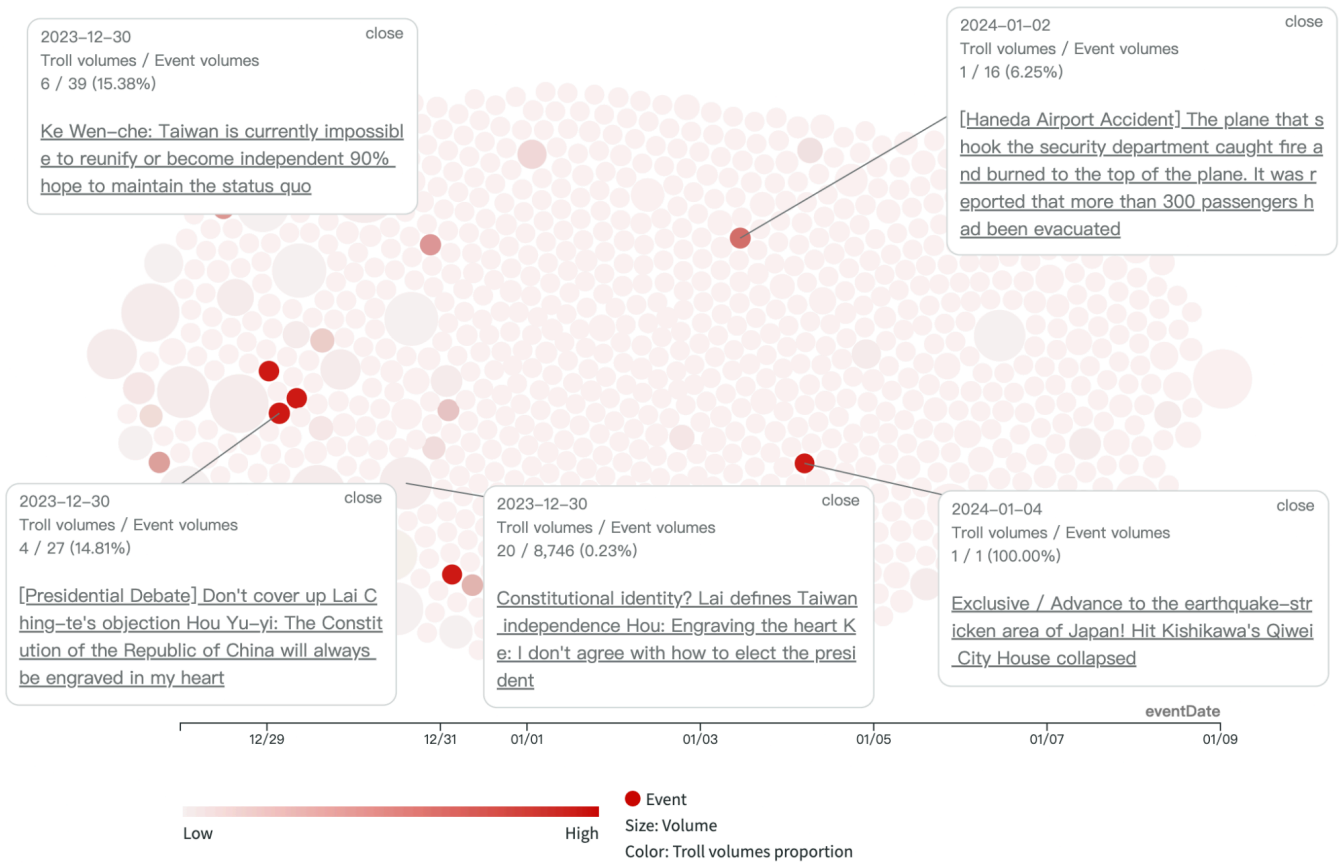 2023-12-30
close
Troll volumes / Event volumes
6 / 39 (15.38%)
Ke Wen-che: Taiwan is currently impossibl
e to reunify or become independent 90%
hope to maintain the status quo
2024-01-02
close
Troll volumes / Event volumes
1 / 16 (6.25%)
[Haneda Airport Accident] The plane that s
hook the security department caught fire a
nd burned to the top of the plane. It was r
eported that more than 300 passengers h
ad been evacuated
2023-12-30
close
Troll volumes / Event volumes
4 / 27 (14.81%)
[Presidential Debate] Don't cover up Lai C
hing-te's objection Hou Yu-yi: The Constit
ution of the Republic of China will always
be engraved in my heart
2023-12-30
close
Troll volumes / Event volumes
20 / 8,746 (0.23%)
Constitutional identity? Lai defines Taiwan
independence Hou: Engraving the heart K
e: I don't agree with how to elect the presi
dent
2024-01-04
close
Troll volumes / Event volumes
1 / 1 (100.00%)
Exclusive / Advance to the earthquake-str
icken area of Japan! Hit Kishikawa's Qiwei
City House collapsed
eventDate
12/29 12/31 01/01 01/03 01/05 01/07 01/09
Low High
Event
Size: Volume
Color: Troll volumes proportion